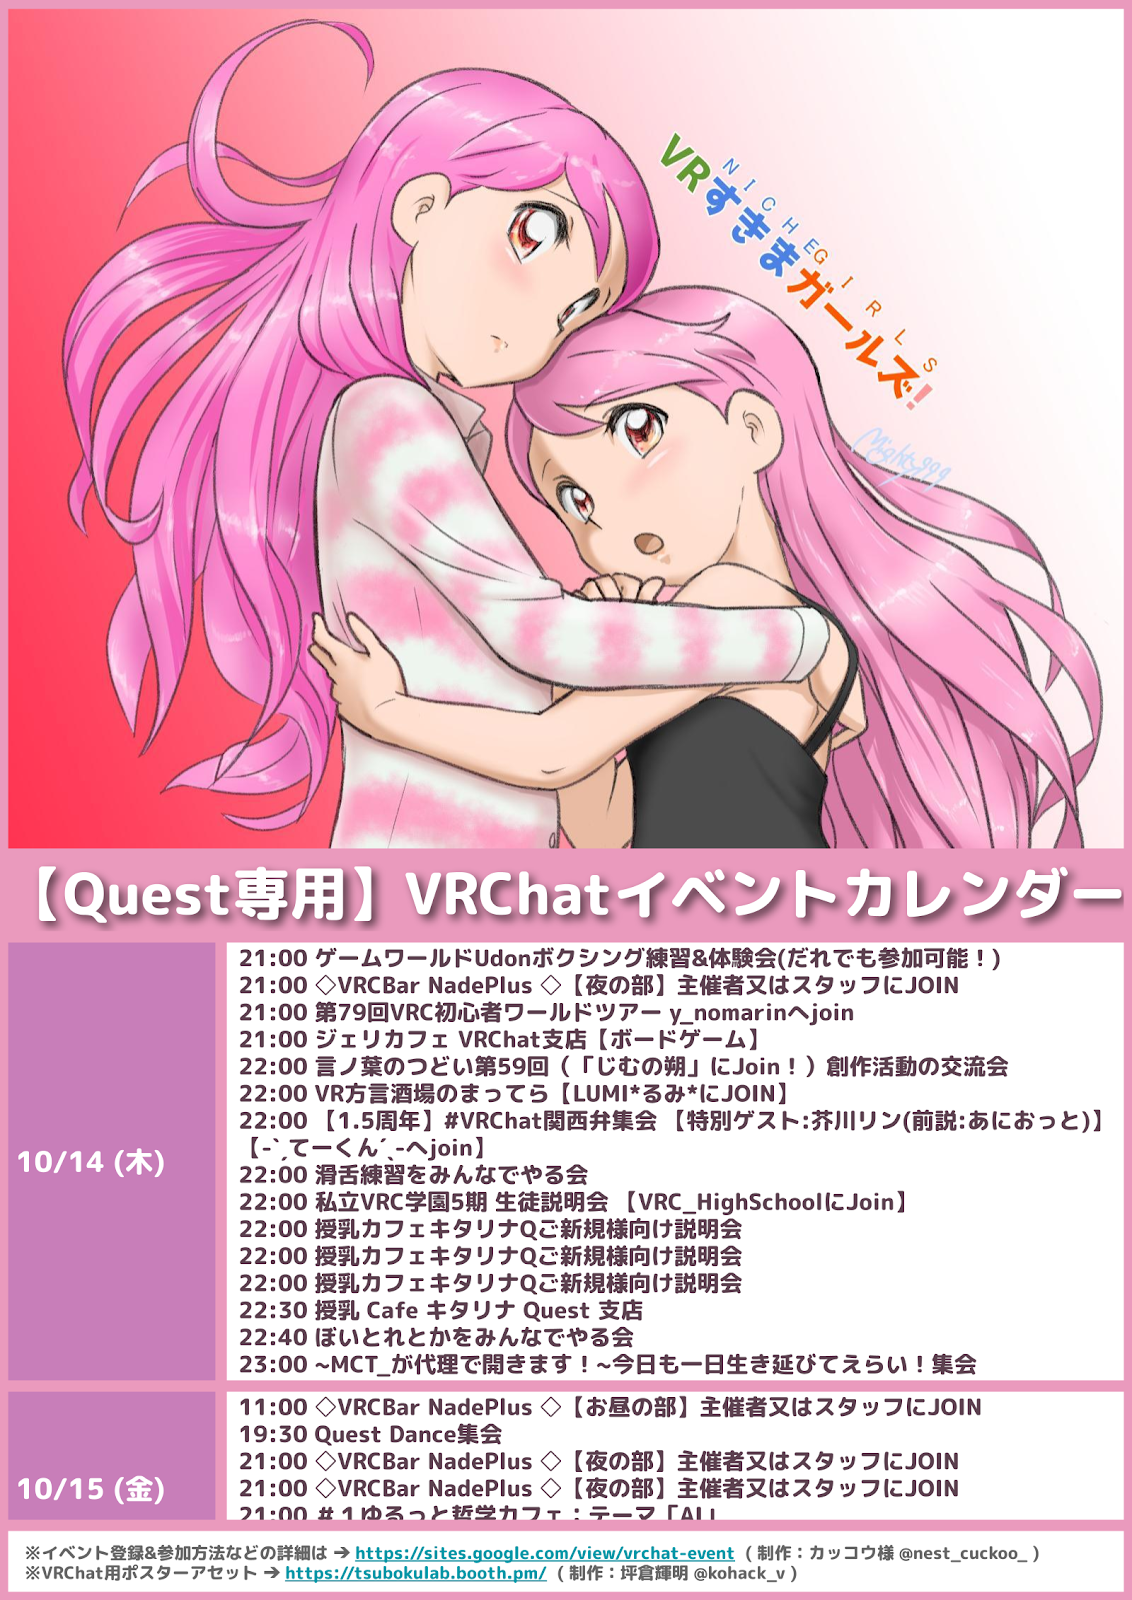 NICHE GIRLS
VRすきまガールズ!
Mighty999
【Quest専用】VRChatイベントカレンダー
10/14 (木)
21:00 ゲームワールドUdonボクシング練習&体験会(だれでも参加可能！)
21:00 ◇VRCBar NadePlus ◇【夜の部】主催者又はスタッフにJOIN
21:00 第79回VRC初心者ワールドツアー y_nomarinへjoin
21:00 ジェリカフェ VRChat支店【ボードゲーム】
22:00 言ノ葉のつどい第59回（「じむの朔」にJoin！）創作活動の交流会
22:00 VR方言酒場のまってら【LUMI*るみ*にJOIN】
22:00 【1.5周年】#VRChat関西弁集会 【特別ゲスト:芥川リン(前説:あにおっと)】
【-ˋˏてーくんˊˎ-へjoin】
22:00 滑舌練習をみんなでやる会
22:00 私立VRC学園5期 生徒説明会 【VRC_HighSchoolにJoin】
22:00 授乳カフェキタリナQご新規様向け説明会
22:00 授乳カフェキタリナQご新規様向け説明会
22:00 授乳カフェキタリナQご新規様向け説明会
22:30 授乳 Cafe キタリナ Quest 支店
22:40 ぼいとれとかをみんなでやる会
23:00 ~MCT_が代理で開きます！~今日も一日生き延びてえらい！集会
10/15 (金)
11:00 ◇VRCBar NadePlus ◇【お昼の部】主催者又はスタッフにJOIN
19:30 Quest Dance集会
21:00 ◇VRCBar NadePlus ◇【夜の部】主催者又はスタッフにJOIN
21:00 ◇VRCBar NadePlus ◇【夜の部】主催者又はスタッフにJOIN
21:00 #１ゆるっと哲学カフェ：テーマ「AI」
※イベント登録&参加方法などの詳細は ➔ https://sites.google.com/view/vrchat-event ( 制作：カッコウ様 @nest_cuckoo_ )
※VRChat用ポスターアセット ➔ https://tsubokulab.booth.pm/ ( 制作：坪倉輝明 @kohack_v )